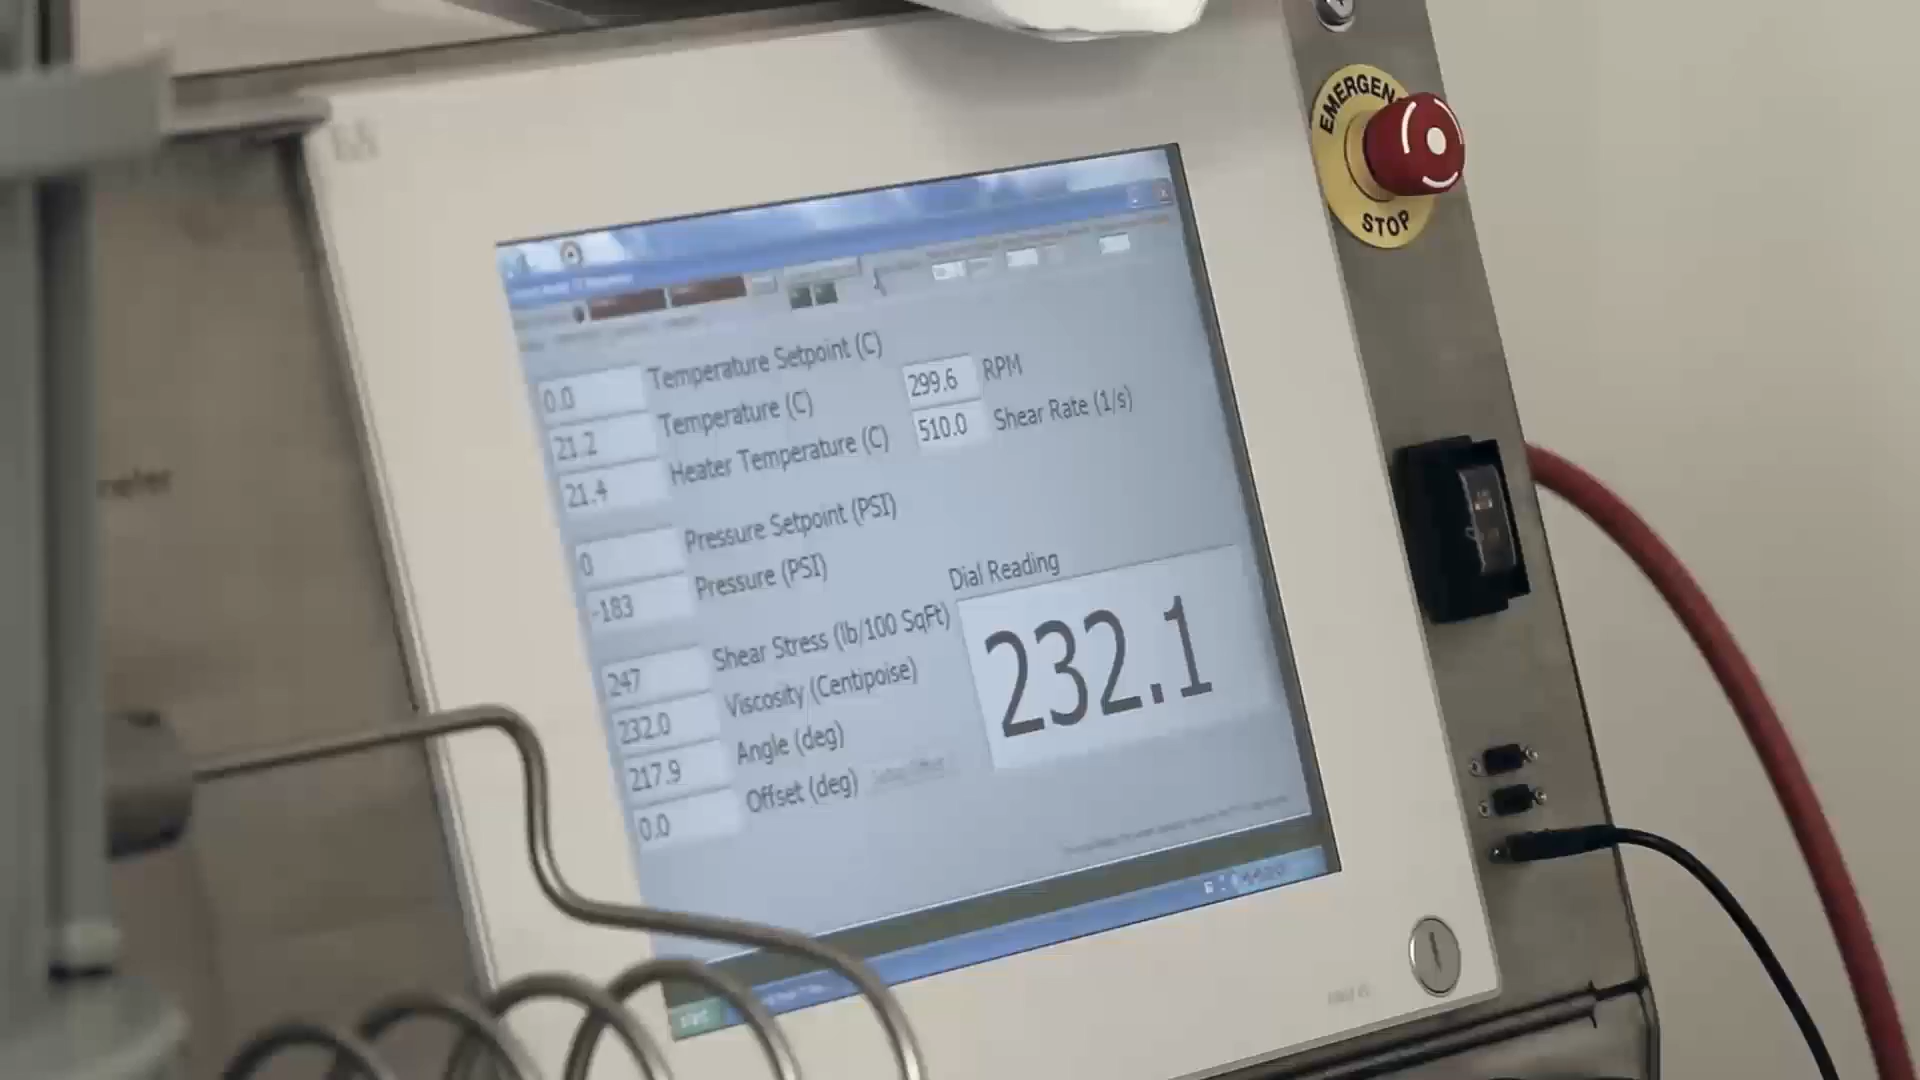 EMERGEN
STOP
0.0 Temperature Setpoint (C)
21.2 Temperature (C)
21.4 Heater Temperature (C)
299.6 RPM
510.0 Shear Rate (1/s)
0 Pressure Setpoint (PSI)
-183 Pressure (PSI)
247 Shear Stress (lb/100 SqFt)
232.0 Viscosity (Centipoise)
217.9 Angle (deg)
0.0 Offset (deg)
Dial Reading
232.1
start
meter